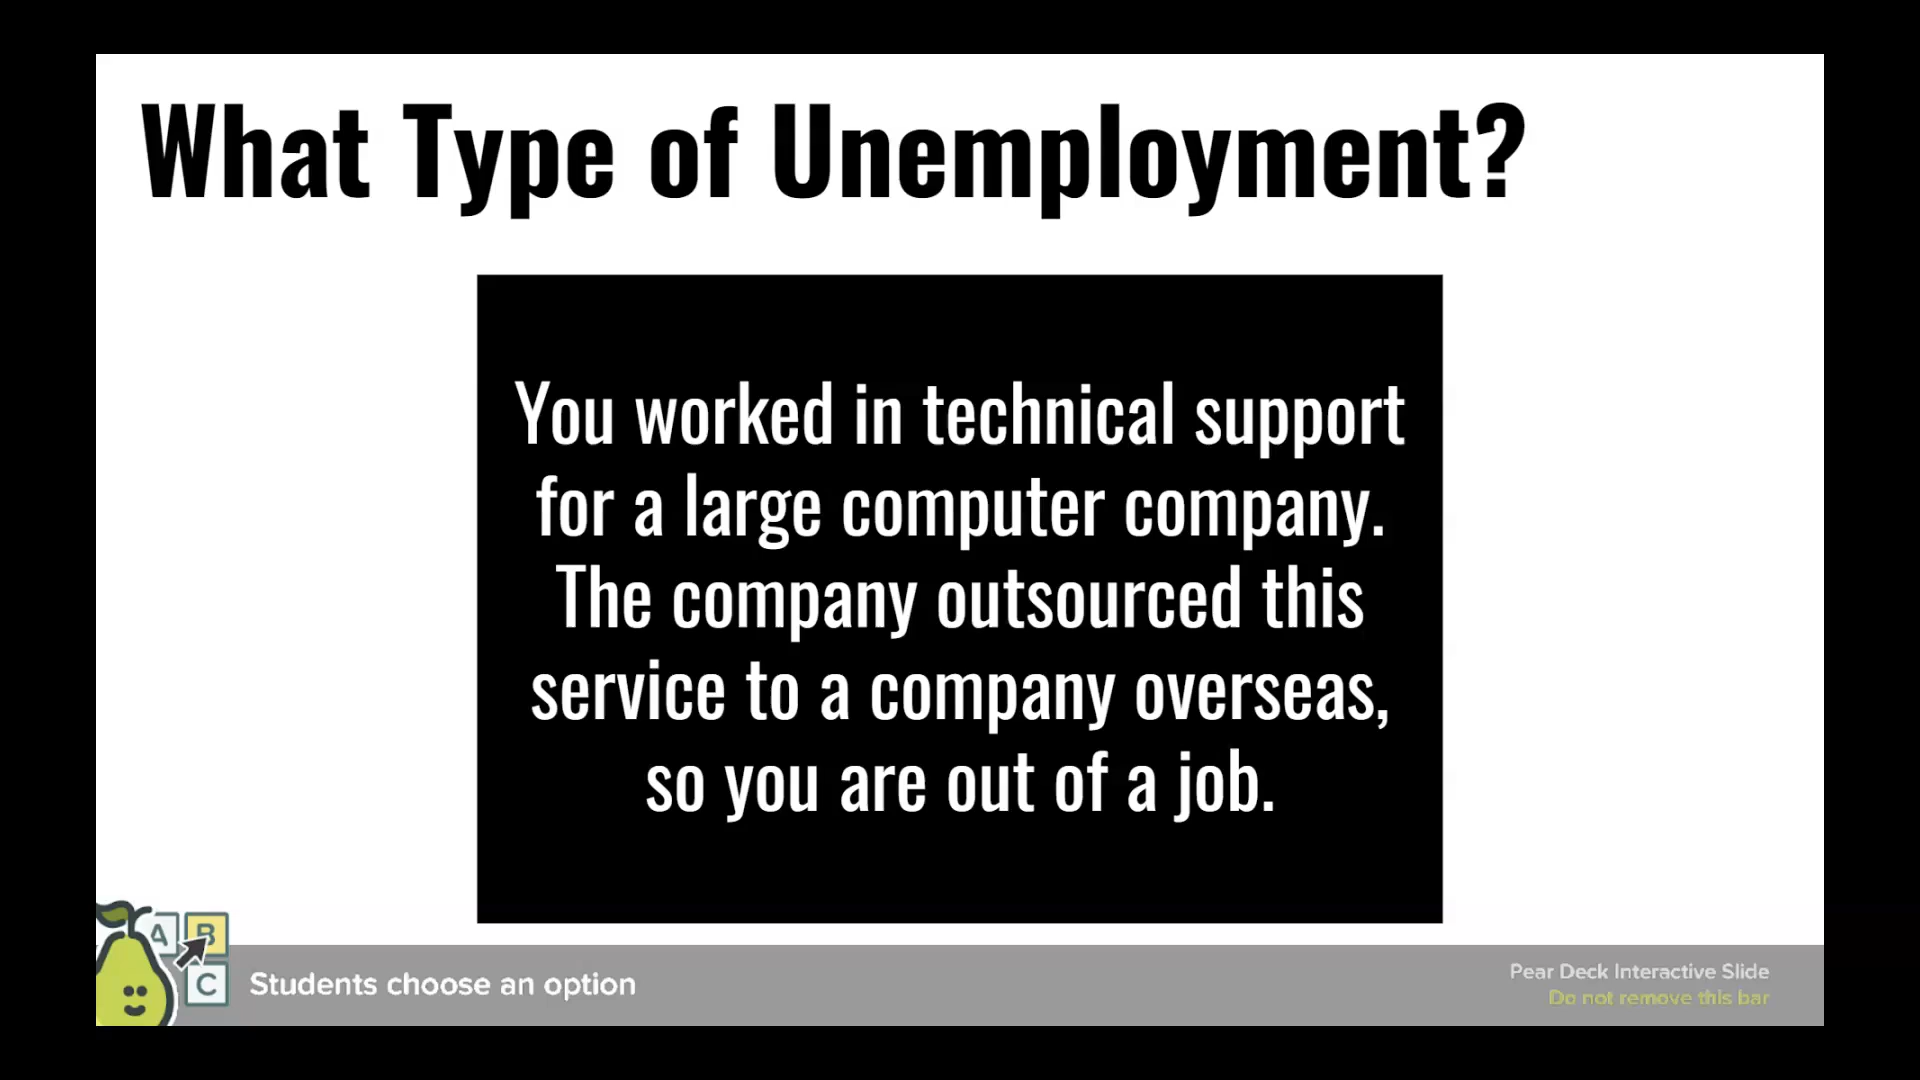 What Type of Unemployment?
You worked in technical support
for a large computer company.
The company outsourced this
service to a company overseas,
so you are out of a job.
A B
C
Students choose an option
Pear Deck Interactive Slide
Do not remove this bar